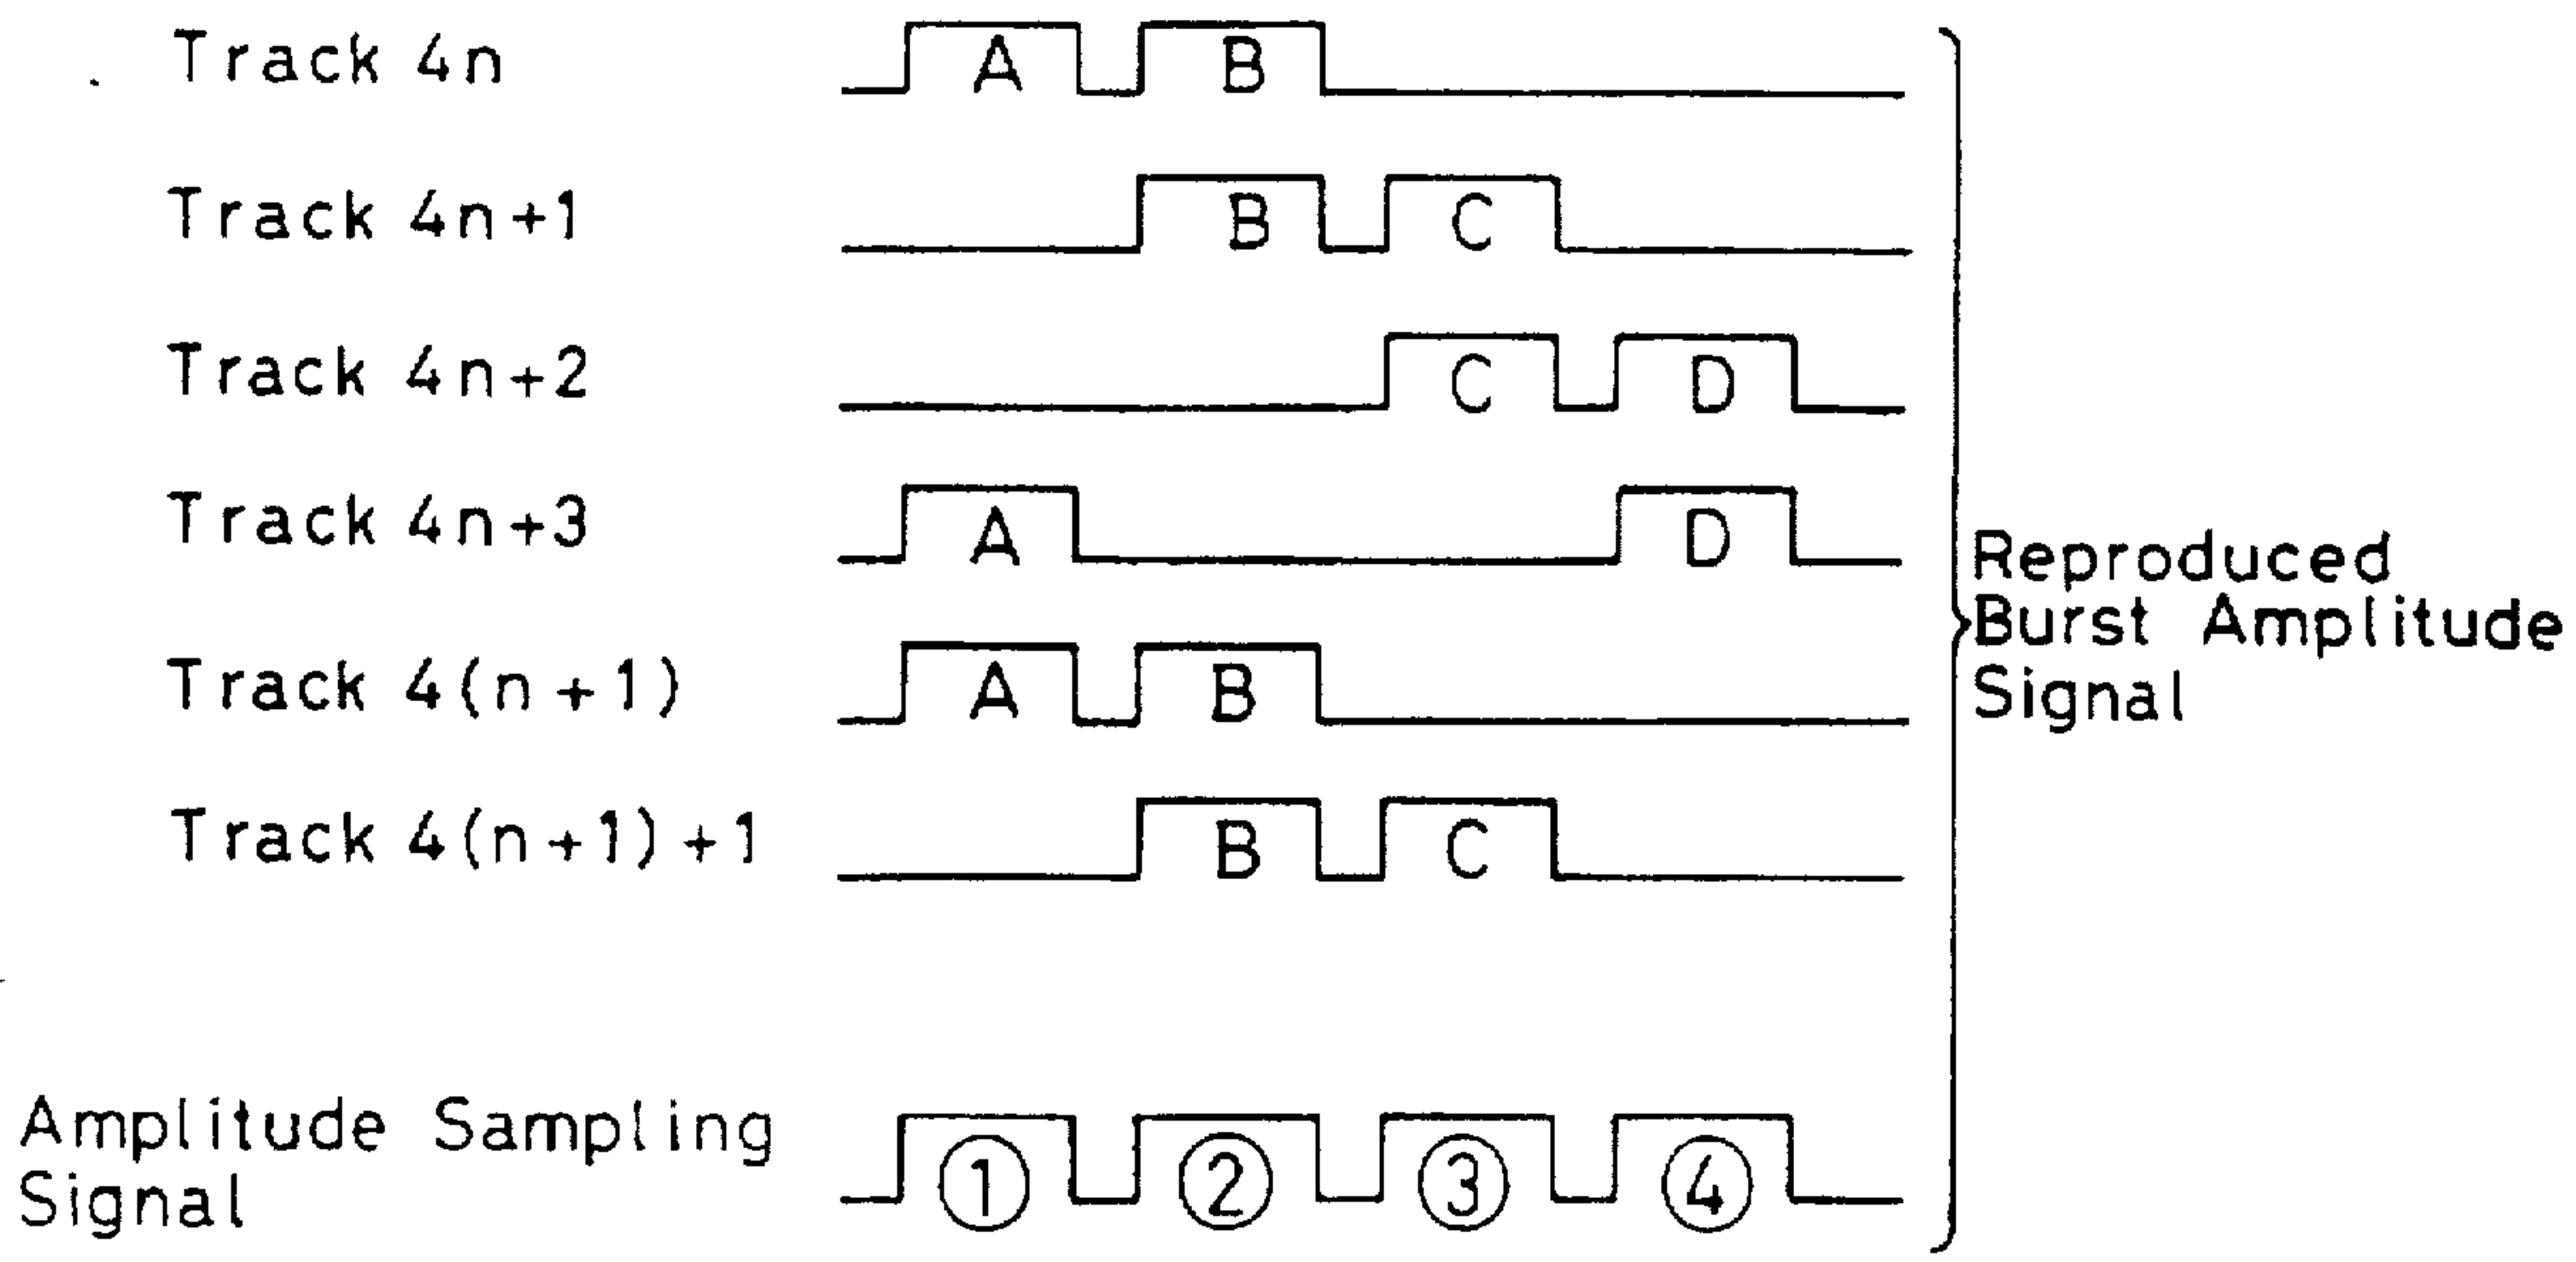 Track 4n A B
Track 4n+1 B C
Track 4n+2 C D
Track 4n+3 A D
Track 4(n+1) A B
Track 4(n+1)+1 B C
Reproduced
Burst Amplitude
Signal
Amplitude Sampling
Signal
① ② ③ ④